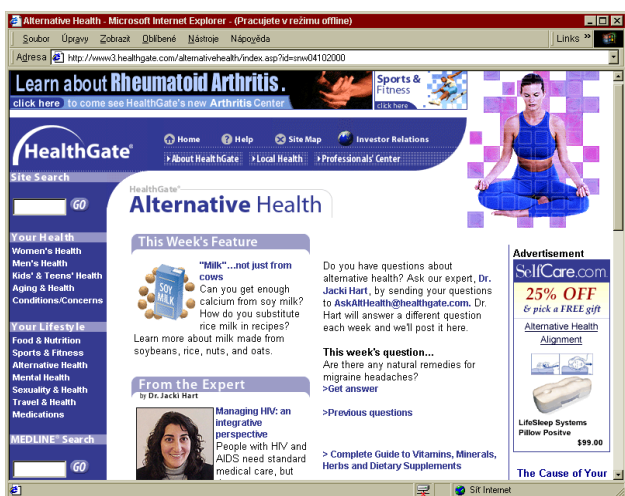 Alternative Health - Microsoft Internet Explorer - (Pracujete v režimu offline)
Soubor Úpravy Zobrazit Oblíbené Nástroje Nápověda Links »
Adresa http://www3.healthgate.com/alternativehealth/index.asp?id=snw04102000
Learn about Rheumatoid Arthritis.
click here to come see HealthGate's new Arthritis Center
Sports &
Fitness
click here
HealthGate®
Home Help Site Map Investor Relations
About HealthGate Local Health Professionals' Center
Site Search
GO
HealthGate®
Alternative Health
Your Health
Women's Health
Men's Health
Kids' & Teens' Health
Aging & Health
Conditions/Concerns
Your Lifestyle
Food & Nutrition
Sports & Fitness
Alternative Health
Mental Health
Sexuality & Health
Travel & Health
Medications
MEDLINE® Search
GO
This Week's Feature
SOY
MILK
"Milk"...not just from
cows
Can you get enough
calcium from soy milk?
How do you substitute
rice milk in recipes?
Learn more about milk made from
soybeans, rice, nuts, and oats.
From the Expert
by Dr. Jacki Hart
Managing HIV: an
integrative
perspective
People with HIV and
AIDS need standard
medical care, but
Do you have questions about
alternative health? Ask our expert, Dr.
Jacki Hart, by sending your questions
to AskAltHealth@healthgate.com. Dr.
Hart will answer a different question
each week and we'll post it here.
This week's question...
Are there any natural remedies for
migraine headaches?
>Get answer
>Previous questions
> Complete Guide to Vitamins, Minerals,
Herbs and Dietary Supplements
Advertisement
SelfCare.com
25% OFF
& pick a FREE gift
Alternative Health
Alignment
LifeSleep Systems
Pillow Positve
$99.00
The Cause of Your
Síť Internet